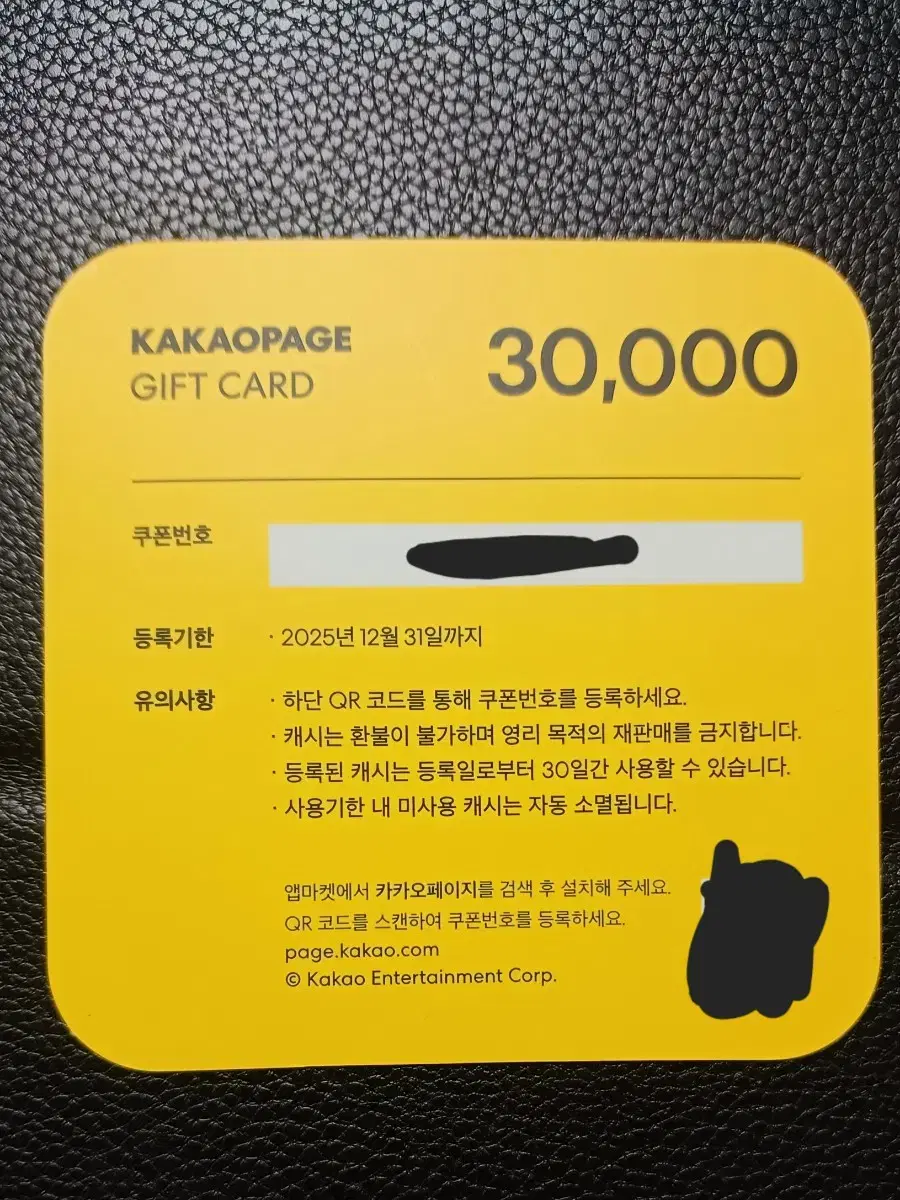 KAKAOPAGE
GIFT CARD
30,000
쿠폰번호
등록기한
· 2025년 12월 31일까지
유의사항
· 하단 QR 코드를 통해 쿠폰번호를 등록하세요.
· 캐시는 환불이 불가하며 영리 목적의 재판매를 금지합니다.
· 등록된 캐시는 등록일로부터 30일간 사용할 수 있습니다.
· 사용기한 내 미사용 캐시는 자동 소멸됩니다.
앱마켓에서 카카오페이지를 검색 후 설치해 주세요.
QR 코드를 스캔하여 쿠폰번호를 등록하세요.
page.kakao.com
© Kakao Entertainment Corp.